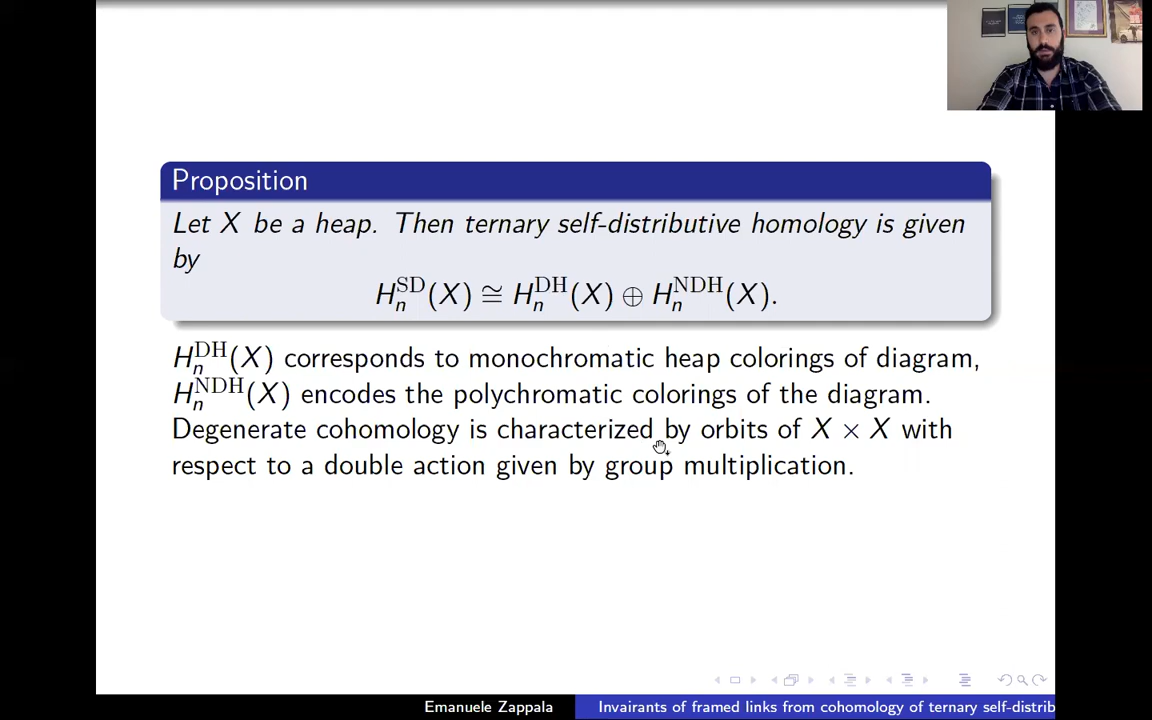 Proposition
Let X be a heap. Then ternary self-distributive homology is given
by
H_n^SD(X) ≅ H_n^DH(X) ⊕ H_n^NDH(X).
H_n^DH(X) corresponds to monochromatic heap colorings of diagram,
H_n^NDH(X) encodes the polychromatic colorings of the diagram.
Degenerate cohomology is characterized by orbits of X × X with
respect to a double action given by group multiplication.
Emanuele Zappala
Invairants of framed links from cohomology of ternary self-distrib